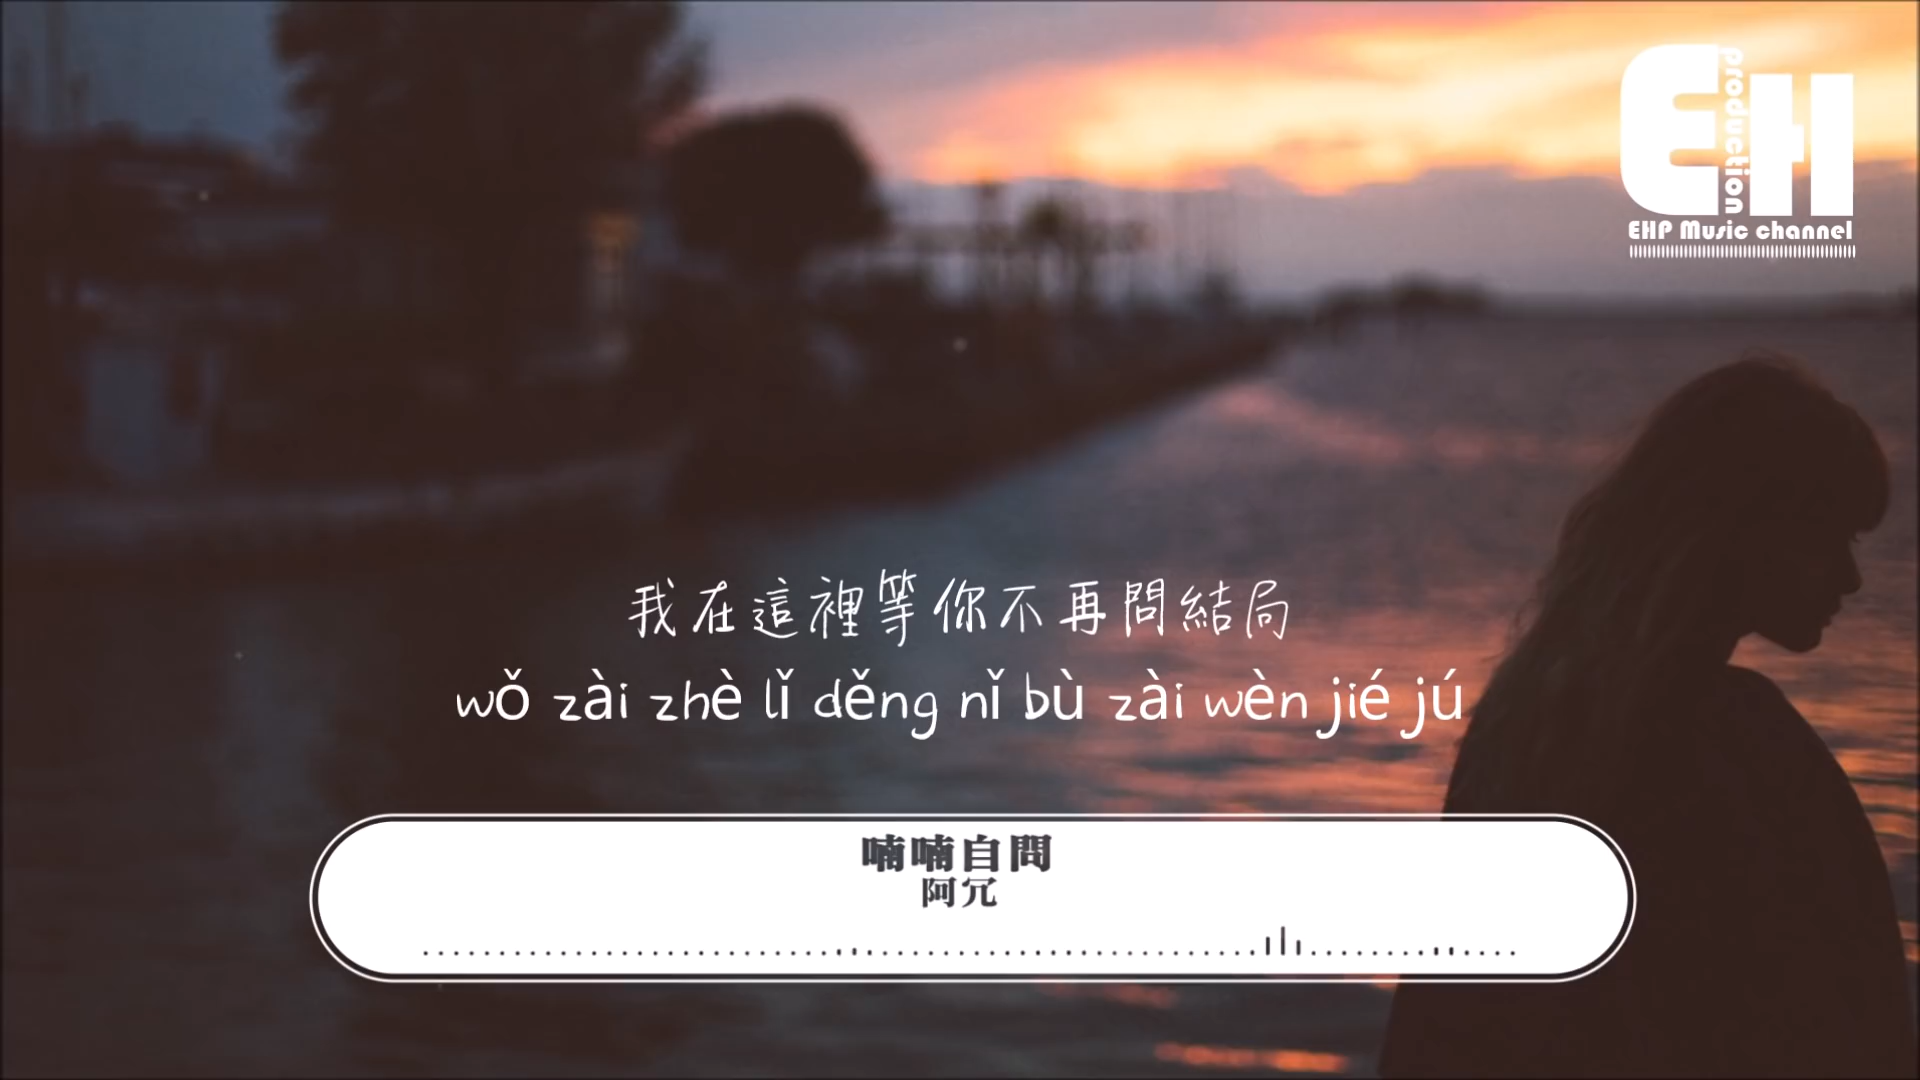 EH
production
EHP Music channel
我在這裡等你不再問結局
wǒ zài zhè lǐ děng nǐ bù zài wèn jié jú
喃喃自問
阿冗